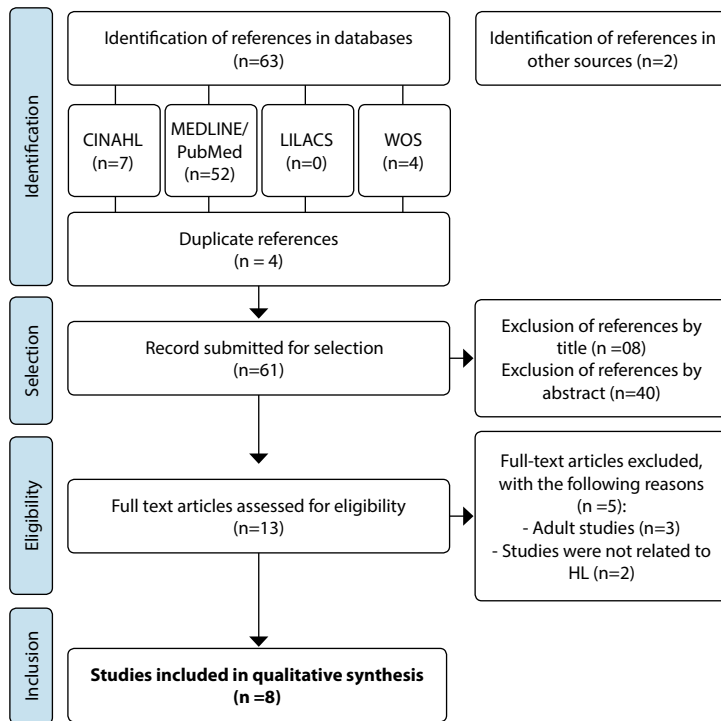 Identification
Identification of references in databases
(n=63)
Identification of references in
other sources (n=2)
CINAHL
(n=7)
MEDLINE/
PubMed
(n=52)
LILACS
(n=0)
WOS
(n=4)
Duplicate references
(n = 4)
Selection
Record submitted for selection
(n=61)
Exclusion of references by
title (n =08)
Exclusion of references by
abstract (n=40)
Eligibility
Full text articles assessed for eligibility
(n=13)
Full-text articles excluded,
with the following reasons
(n =5):
- Adult studies (n=3)
- Studies were not related to
HL (n=2)
Inclusion
Studies included in qualitative synthesis
(n =8)